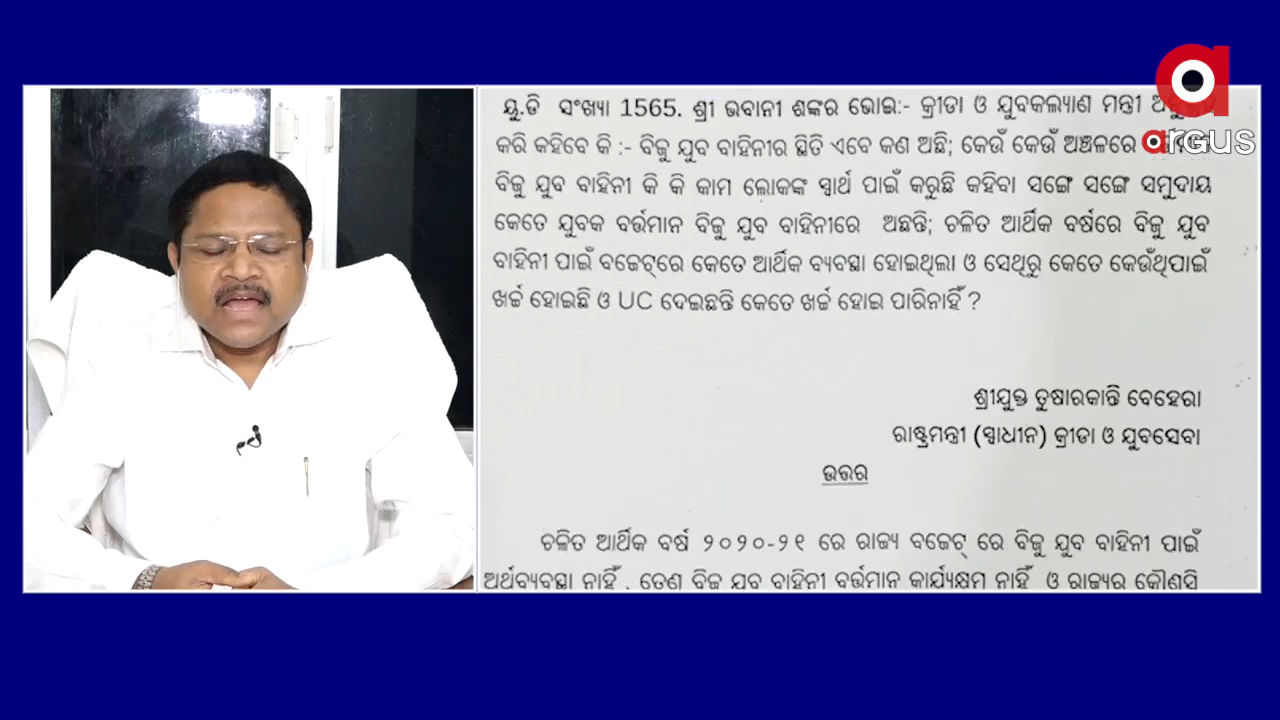 ୟୁ.ଡି ସଂଖ୍ୟା 1565. ଶ୍ରୀ ଭବାନୀ ଶଙ୍କର ଭୋଇ:- କ୍ରୀଡା ଓ ଯୁବକଲ୍ୟାଣ ମନ୍ତ୍ରୀ
କରି କହିବେ କି :- ବିଜୁ ଯୁବ ବାହିନୀର ସ୍ଥିତି ଏବେ କଣ ଅଛି; କେଉଁ କେଉଁ ଅଞ୍ଚଳରେ
ବିଜୁ ଯୁବ ବାହିନୀ କି କି କାମ ଲୋକଙ୍କ ସ୍ୱାର୍ଥ ପାଇଁ କରୁଛି କହିବା ସଙ୍ଗେ ସଙ୍ଗେ ସମୁଦାୟ
କେତେ ଯୁବକ ବର୍ତ୍ତମାନ ବିଜୁ ଯୁବ ବାହିନୀରେ ଅଛନ୍ତି; ଚଳିତ ଆର୍ଥିକ ବର୍ଷରେ ବିଜୁ ଯୁବ
ବାହିନୀ ପାଇଁ ବଜେଟ୍‌ରେ କେତେ ଆର୍ଥିକ ବ୍ୟବସ୍ଥା ହୋଇଥିଲା ଓ ସେଥିରୁ କେତେ କେଉଁଥିପାଇଁ
ଖର୍ଚ୍ଚ ହୋଇଛି ଓ UC ଦେଇଛନ୍ତି କେତେ ଖର୍ଚ୍ଚ ହୋଇ ପାରିନାହିଁ ?
ଶ୍ରୀଯୁକ୍ତ ତୁଷାରକାନ୍ତି ବେହେରା
ରାଷ୍ଟ୍ରମନ୍ତ୍ରୀ (ସ୍ୱାଧୀନ) କ୍ରୀଡା ଓ ଯୁବସେବା
ଉତ୍ତର
ଚଳିତ ଆର୍ଥିକ ବର୍ଷ ୨୦୨୦-୨୧ ରେ ରାଜ୍ୟ ବଜେଟ୍ ରେ ବିଜୁ ଯୁବ ବାହିନୀ ପାଇଁ
ଅର୍ଥବ୍ୟବସ୍ଥା ନାହିଁ . ତେଣୁ ବିଜୁ ଯୁବ ବାହିନୀ ବର୍ତ୍ତମାନ କାର୍ଯ୍ୟକ୍ଷମ ନାହିଁ ଓ ରାଜ୍ୟର କୌଣସି
argus